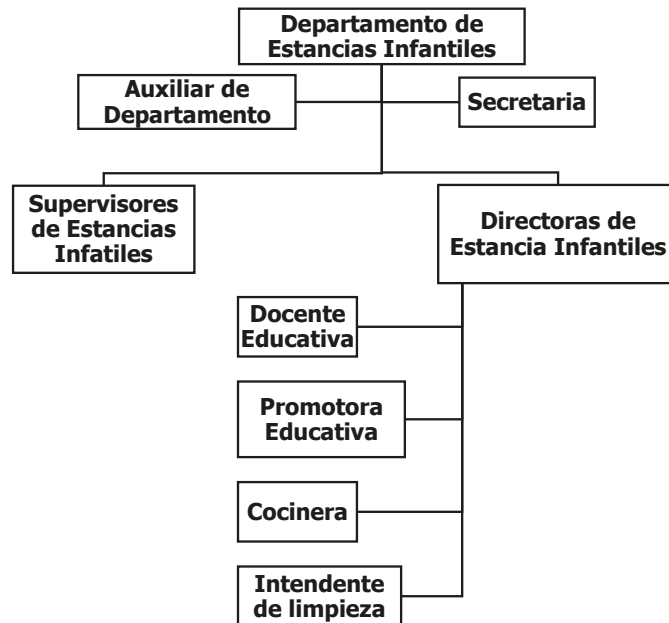 Departamento de
Estancias Infantiles
Auxiliar de
Departamento
Secretaria
Supervisores
de Estancias
Infatiles
Directoras de
Estancia Infantiles
Docente
Educativa
Promotora
Educativa
Cocinera
Intendente
de limpieza